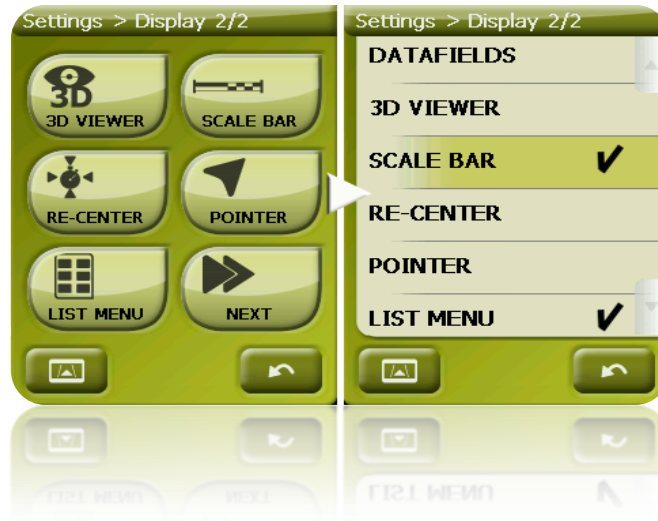 Settings > Display 2/2
3D
3D VIEWER
SCALE BAR
RE-CENTER
POINTER
LIST MENU
NEXT
Settings > Display 2/2
DATAFIELDS
3D VIEWER
SCALE BAR
RE-CENTER
POINTER
LIST MENU